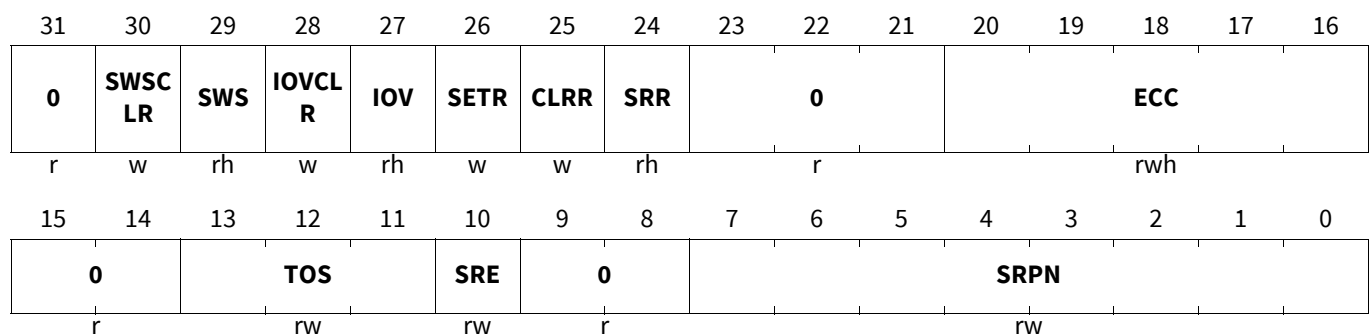 31 30 29 28 27 26 25 24 23 22 21 20 19 18 17 16
0 SWSC LR SWS IOVCL R IOV SETR CLRR SRR 0 ECC
r w rh w rh w w rh r rwh
15 14 13 12 11 10 9 8 7 6 5 4 3 2 1 0
0 TOS SRE 0 SRPN
r rw rw r rw